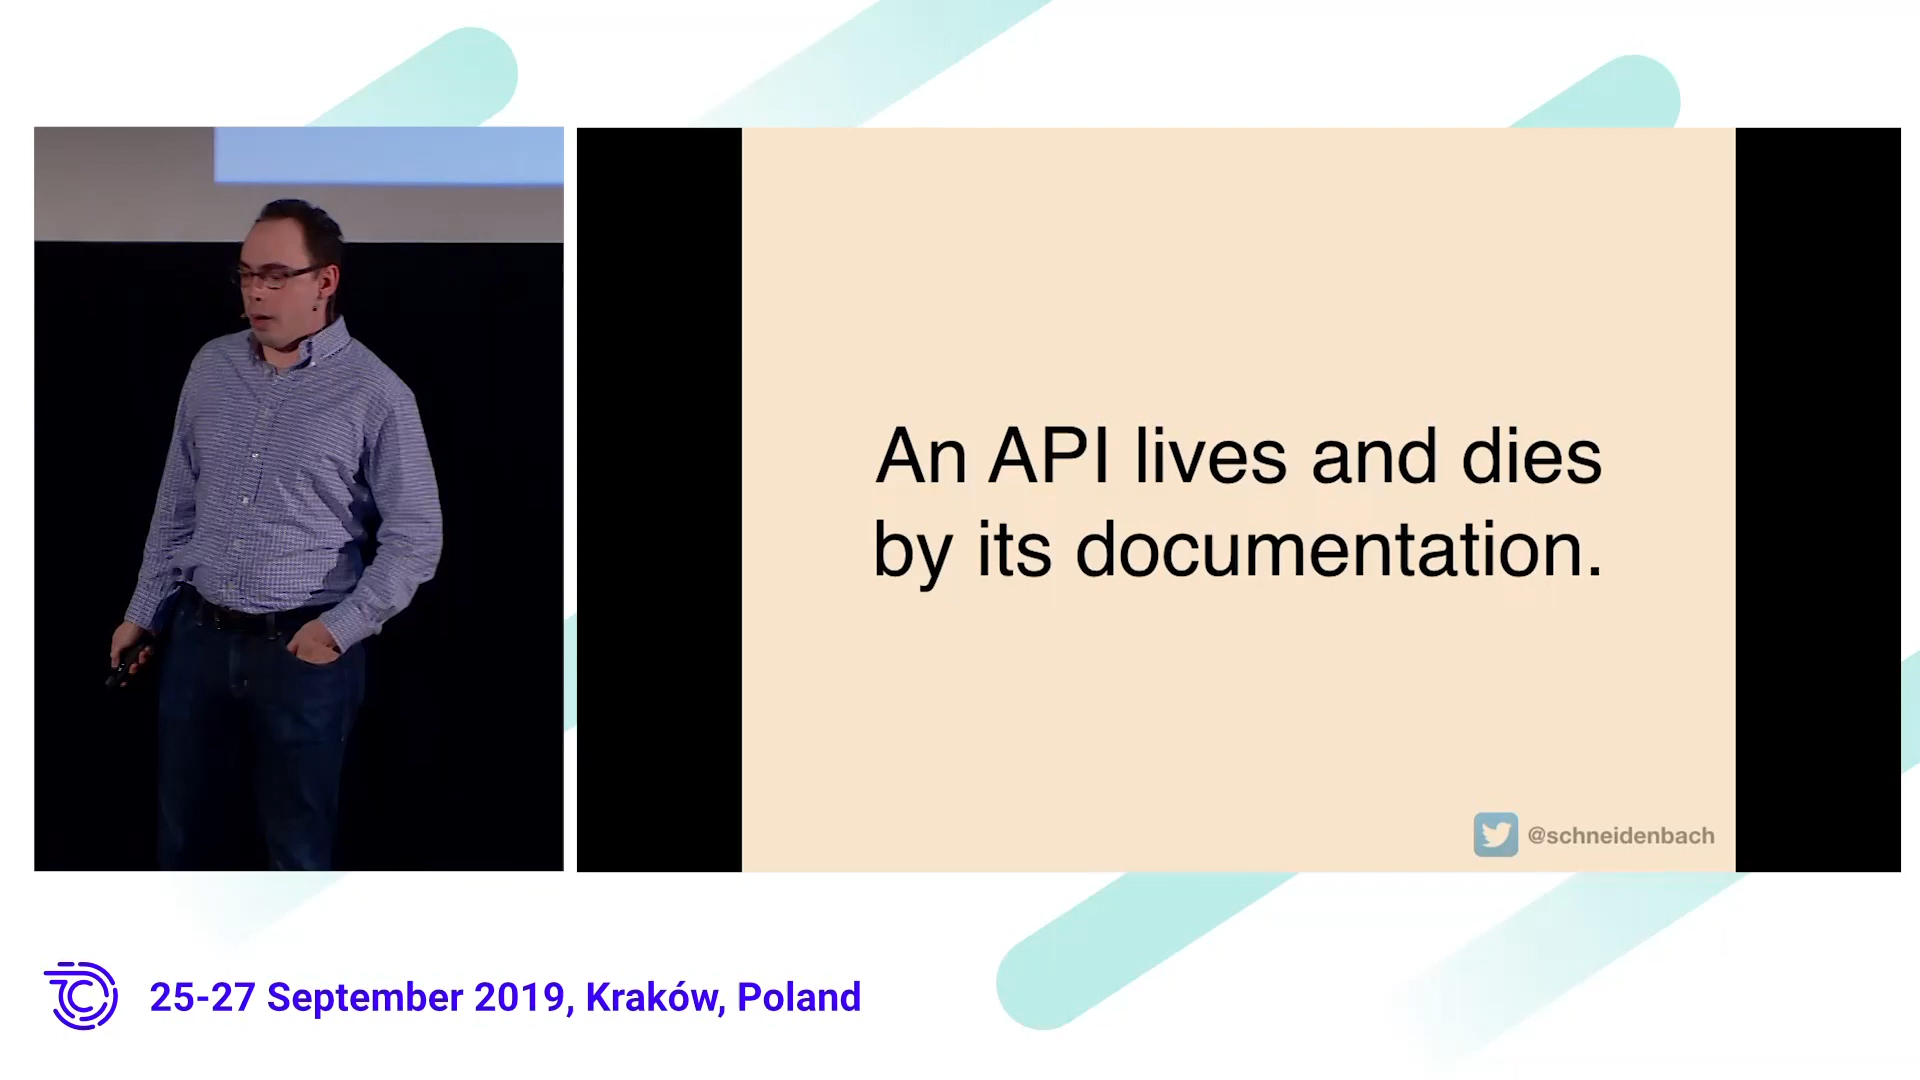 An API lives and dies
by its documentation.
@schneidenbach
25-27 September 2019, Kraków, Poland